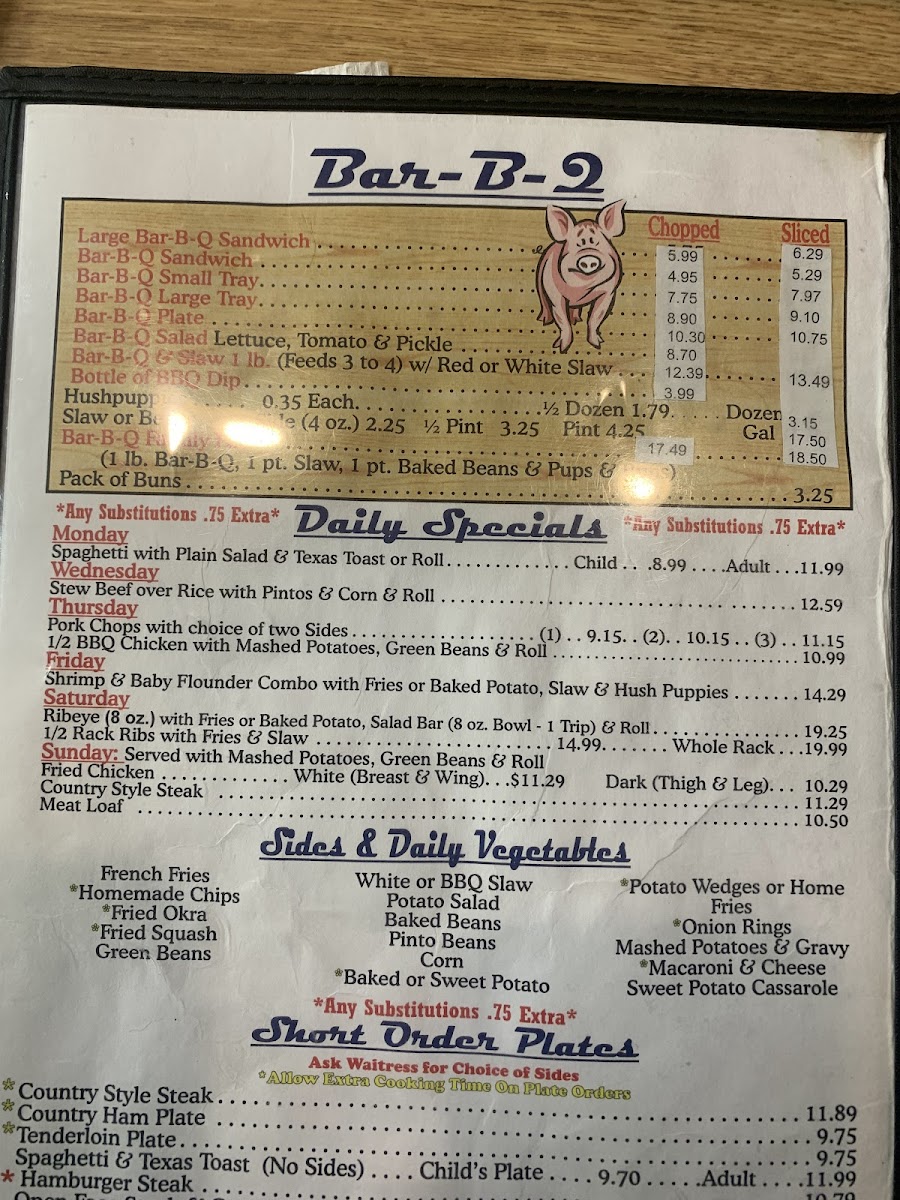 Bar-B-Q
Chopped Sliced
Large Bar-B-Q Sandwich 5.99 6.29
Bar-B-Q Sandwich 4.95 5.29
Bar-B-Q Small Tray 7.75 7.97
Bar-B-Q Large Tray 8.90 9.10
Bar-B-Q Plate 10.30 10.75
Bar-B-Q Salad Lettuce, Tomato & Pickle 8.70
Bar-B-Q & Slaw 1 lb. (Feeds 3 to 4) w/ Red or White Slaw 12.39 13.49
Bottle of BBQ Dip 3.99
0.35 Each ½ Dozen 1.79 Dozen 3.15
Slaw or (4 oz.) 2.25 ½ Pint 3.25 Pint 4.25 Gal 17.50
Bar-B-Q 17.49 18.50
(1 lb. Bar-B-Q, 1 pt. Slaw, 1 pt. Baked Beans & Pups &
Pack of Buns 3.25
*Any Substitutions .75 Extra* Daily Specials *Any Substitutions .75 Extra*
Monday
Spaghetti with Plain Salad & Texas Toast or Roll Child 8.99 Adult 11.99
Wednesday
Stew Beef over Rice with Pintos & Corn & Roll 12.59
Thursday
Pork Chops with choice of two Sides (1) 9.15 (2) 10.15 (3) 11.15
1/2 BBQ Chicken with Mashed Potatoes, Green Beans & Roll 10.99
Friday
Shrimp & Baby Flounder Combo with Fries or Baked Potato, Slaw & Hush Puppies 14.29
Saturday
Ribeye (8 oz.) with Fries or Baked Potato, Salad Bar (8 oz. Bowl - 1 Trip) & Roll 19.25
1/2 Rack Ribs with Fries & Slaw 14.99 Whole Rack 19.99
Sunday: Served with Mashed Potatoes, Green Beans & Roll
Fried Chicken White (Breast & Wing) $11.29 Dark (Thigh & Leg) 10.29
Country Style Steak 11.29
Meat Loaf 10.50
Sides & Daily Vegetables
French Fries
*Homemade Chips
*Fried Okra
*Fried Squash
Green Beans
White or BBQ Slaw
Potato Salad
Baked Beans
Pinto Beans
Corn
*Baked or Sweet Potato
*Potato Wedges or Home
Fries
*Onion Rings
Mashed Potatoes & Gravy
*Macaroni & Cheese
Sweet Potato Cassarole
*Any Substitutions .75 Extra*
Short Order Plates
Ask Waitress for Choice of Sides
*Allow Extra Cooking Time On Plate Orders
*Country Style Steak 11.89
*Country Ham Plate 9.75
*Tenderloin Plate 9.75
Spaghetti & Texas Toast (No Sides) Child's Plate 9.70 Adult 11.99
*Hamburger Steak